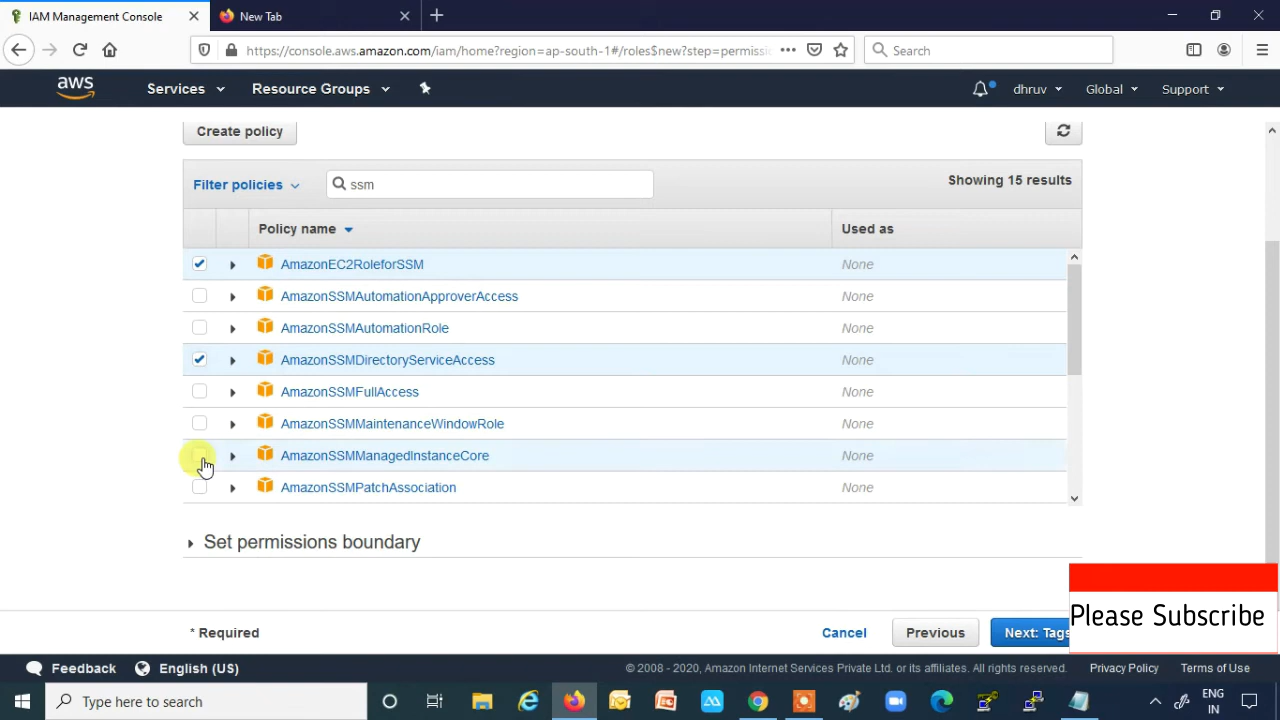 IAM Management Console
New Tab
https://console.aws.amazon.com/iam/home?region=ap-south-1#/roles$new?step=permissi
Search
aws
Services
Resource Groups
dhruv
Global
Support
Create policy
Filter policies
ssm
Showing 15 results
Policy name
Used as
AmazonEC2RoleforSSM
None
AmazonSSMAutomationApproverAccess
None
AmazonSSMAutomationRole
None
AmazonSSMDirectoryServiceAccess
None
AmazonSSMFullAccess
None
AmazonSSMMaintenanceWindowRole
None
AmazonSSMManagedInstanceCore
None
AmazonSSMPatchAssociation
None
Set permissions boundary
Please Subscribe
* Required
Cancel
Previous
Next: Tags
Feedback
English (US)
© 2008 - 2020, Amazon Internet Services Private Ltd. or its affiliates. All rights reserved.
Privacy Policy
Terms of Use
Type here to search
ENG
IN